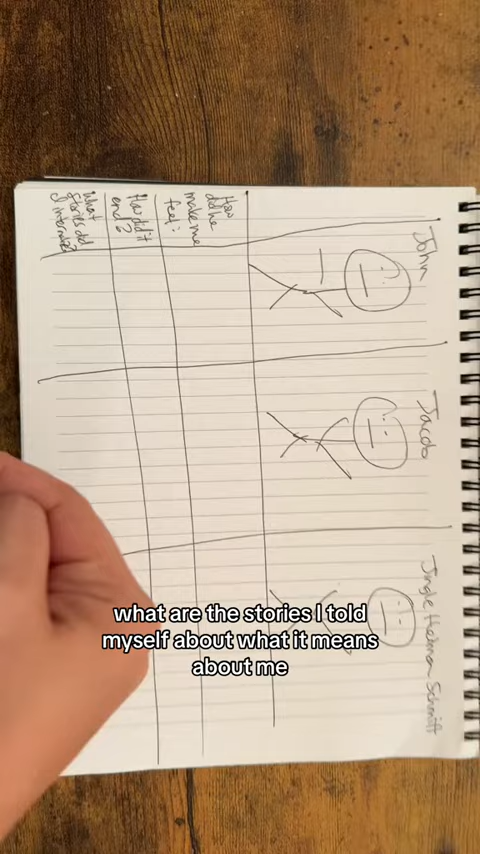 John
Jacob
Jingle Heimer Schmitt
How
did he
make me
feel?
How did it
end?
What
stories did
I internalize?
what are the stories I told
myself about what it means
about me